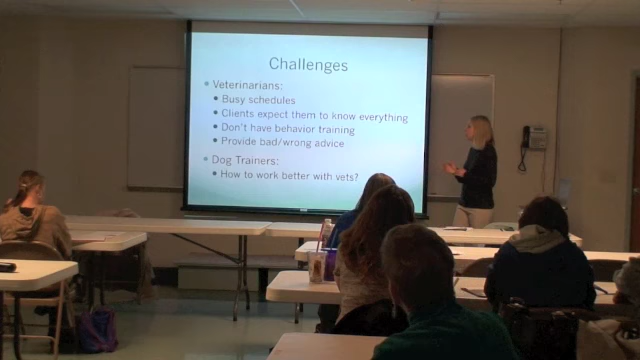 Challenges
Veterinarians:
Busy schedules
Clients expect them to know everything
Don't have behavior training
Provide bad/wrong advice
Dog Trainers:
How to work better with vets?